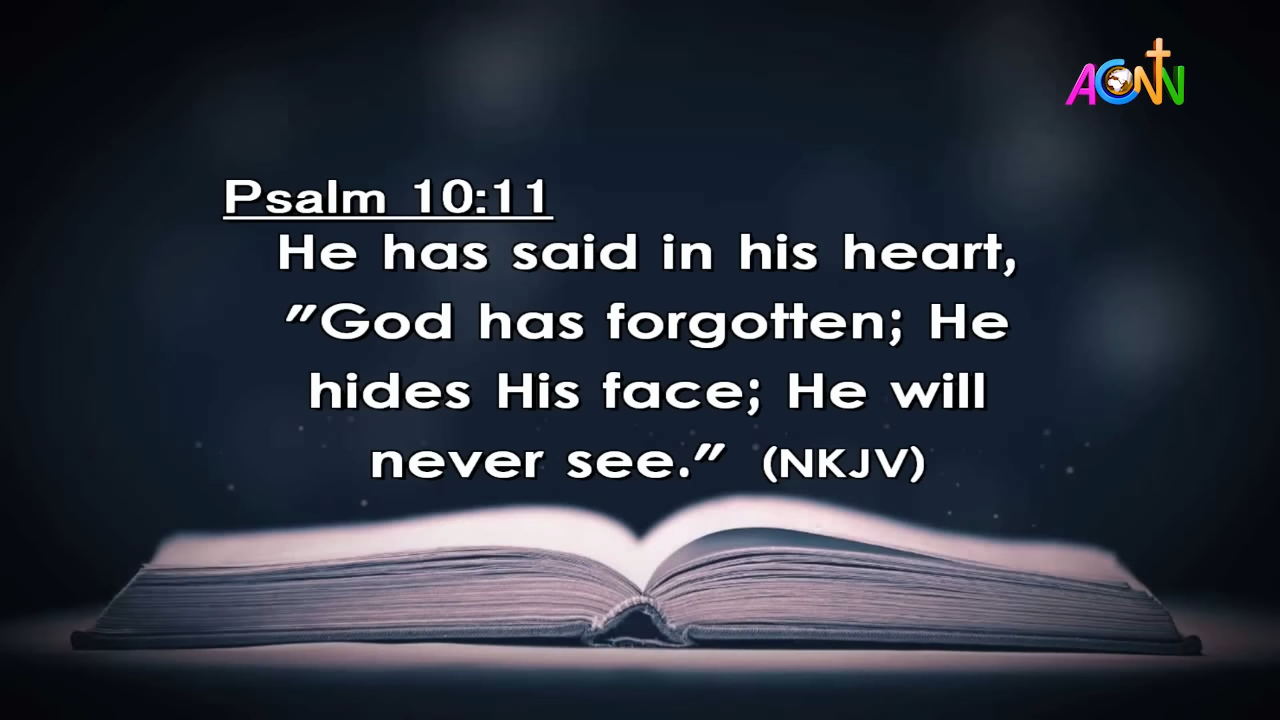 ACNN
Psalm 10:11
He has said in his heart,
"God has forgotten; He
hides His face; He will
never see." (NKJV)